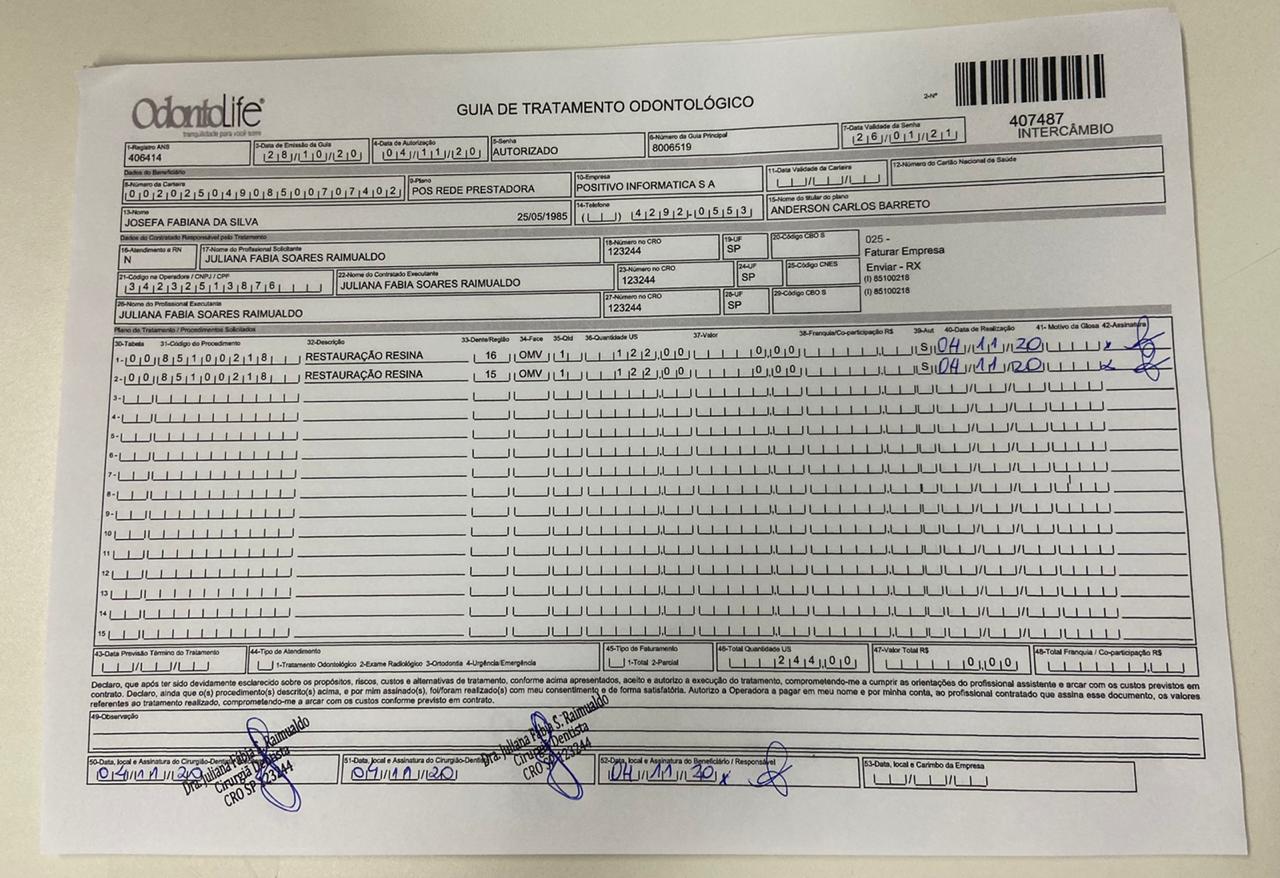 OdontoLife®
tranquilidade para você sorrir
GUIA DE TRATAMENTO ODONTOLÓGICO
2-Nº
407487
INTERCÂMBIO
1-Registro ANS 3-Data de Emissão da Guia 4-Data de Autorização 5-Senha 6-Número da Guia Principal 7-Data Validade da Senha
406414 28/10/20 04/11/20 AUTORIZADO 8006519 26/01/21
Dados do Beneficiário
8-Número da Carteira 9-Plano 10-Empresa 11-Data Validade da Carteira 12-Número do Cartão Nacional de Saúde
00202504908500707402 POS REDE PRESTADORA POSITIVO INFORMATICA S A
13-Nome 14-Telefone 15-Nome do titular do plano
JOSEFA FABIANA DA SILVA 25/05/1985 ( ) 4292-0553 ANDERSON CARLOS BARRETO
Dados do Contratado Responsável pelo Tratamento
16-Atendimento a RN 17-Nome do Profissional Solicitante 18-Número no CRO 19-UF 20-Código CBO S
N JULIANA FABIA SOARES RAIMUALDO 123244 SP
025 -
Faturar Empresa
Enviar - RX
(I) 85100218
(I) 85100218
21-Código na Operadora / CNPJ / CPF 22-Nome do Contratado Executante 23-Número no CRO 24-UF 25-Código CNES
34232513876 JULIANA FABIA SOARES RAIMUALDO 123244 SP
26-Nome do Profissional Executante 27-Número no CRO 28-UF 29-Código CBO S
JULIANA FABIA SOARES RAIMUALDO 123244 SP
Plano de Tratamento / Procedimentos Solicitados
30-Tabela 31-Código do Procedimento 32-Descrição 33-Dente/Região 34-Face 35-Qtd 36-Quantidade US 37-Valor 38-Franquia/Co-participação R$ 39-Aut 40-Data de Realização 41- Motivo da Glosa 42-Assinatura
1- 00 85100218 RESTAURAÇÃO RESINA 16 OMV 1 122,00 0,00 S 04/11/20 x
2- 00 85100218 RESTAURAÇÃO RESINA 15 OMV 1 122,00 0,00 S 04/11/20 x
3-
4-
5-
6-
7-
8-
9-
10
11
12
13
14
15
43-Data Previsão Término do Tratamento 44-Tipo de Atendimento 45-Tipo de Faturamento 46-Total Quantidade US 47-Valor Total R$ 48-Total Franquia / Co-participação R$
1-Tratamento Odontológico 2-Exame Radiológico 3-Ortodontia 4-Urgência/Emergência 1-Total 2-Parcial 244,00 0,00
Declaro, que após ter sido devidamente esclarecido sobre os propósitos, riscos, custos e alternativas de tratamento, conforme acima apresentados, aceito e autorizo a execução do tratamento, comprometendo-me a cumprir as orientações do profissional assistente e arcar com os custos previstos em
contrato. Declaro, ainda que o(s) procedimento(s) descrito(s) acima, e por mim assinado(s), foi/foram realizado(s) com meu consentimento e de forma satisfatória. Autorizo a Operadora a pagar em meu nome e por minha conta, ao profissional contratado que assina esse documento, os valores
referentes ao tratamento realizado, comprometendo-me a arcar com os custos conforme previsto em contrato.
49-Observação
50-Data, local e Assinatura do Cirurgião-Dentista 51-Data, local e Assinatura do Cirurgião-Dentista 52-Data, local e Assinatura do Beneficiário / Responsável 53-Data, local e Carimbo da Empresa
04/11/20 04/11/20 04/11/20 x
Dra. Juliana Fabia S. Raimualdo
Cirurgiã Dentista
CRO SP 123244
Dra. Juliana Fabia S. Raimualdo
Cirurgiã Dentista
CRO SP 123244